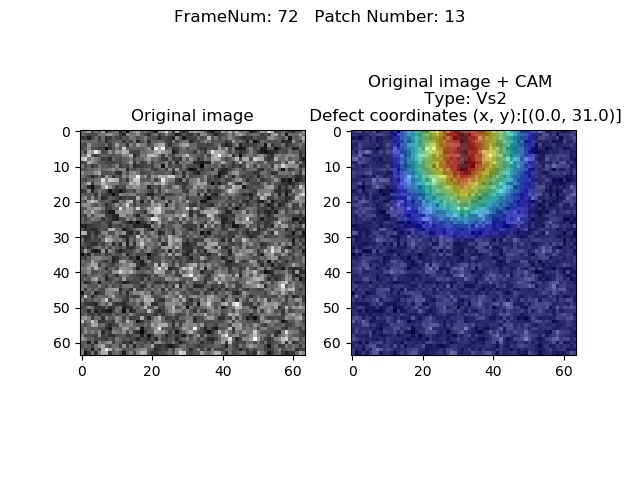 FrameNum: 72   Patch Number: 13
Original image
0
10
20
30
40
50
60
0 20 40 60
Original image + CAM
Type: Vs2
Defect coordinates (x, y):[(0.0, 31.0)]
0
10
20
30
40
50
60
0 20 40 60